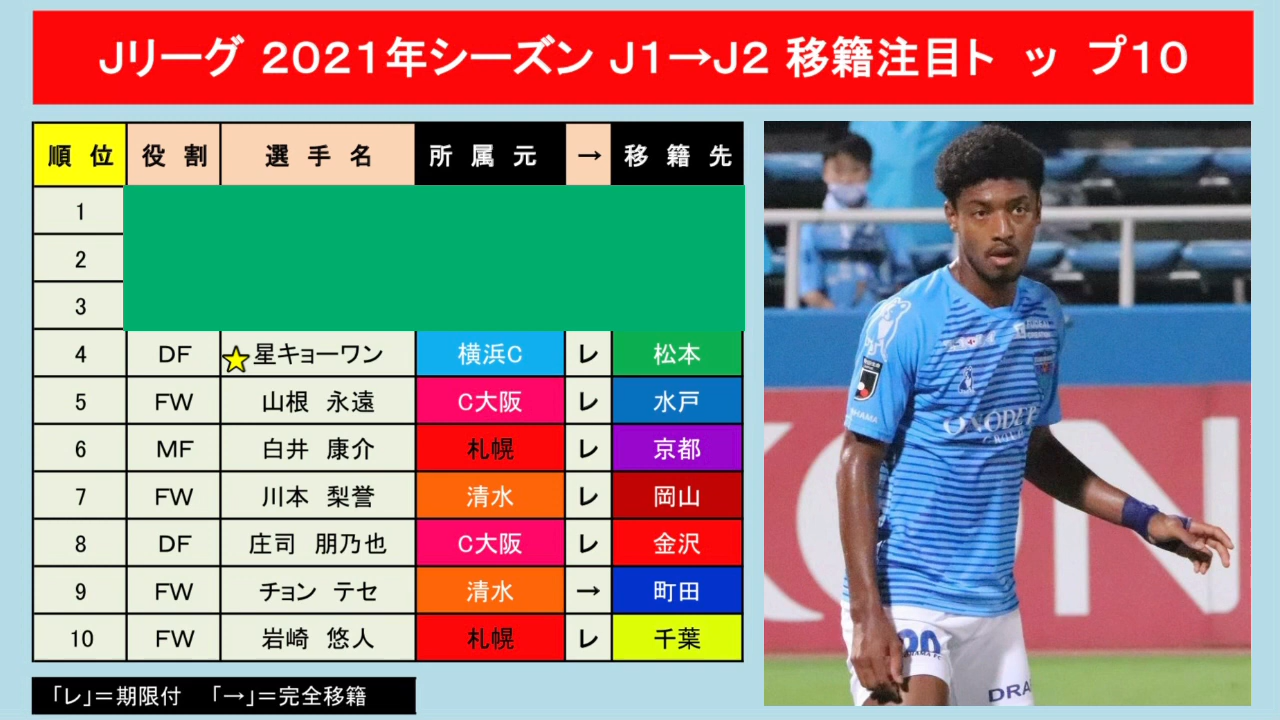 Jリーグ 2021年シーズン J1→J2 移籍注目ト ッ プ10
順 位 役 割 選 手 名 所 属 元 → 移 籍 先
1
2
3
4 DF ☆星キョーワン 横浜C レ 松本
5 FW 山根 永遠 C大阪 レ 水戸
6 MF 白井 康介 札幌 レ 京都
7 FW 川本 梨誉 清水 レ 岡山
8 DF 庄司 朋乃也 C大阪 レ 金沢
9 FW チョン テセ 清水 → 町田
10 FW 岩崎 悠人 札幌 レ 千葉
「レ」=期限付 「→」=完全移籍
ONODERA
KON
DRA